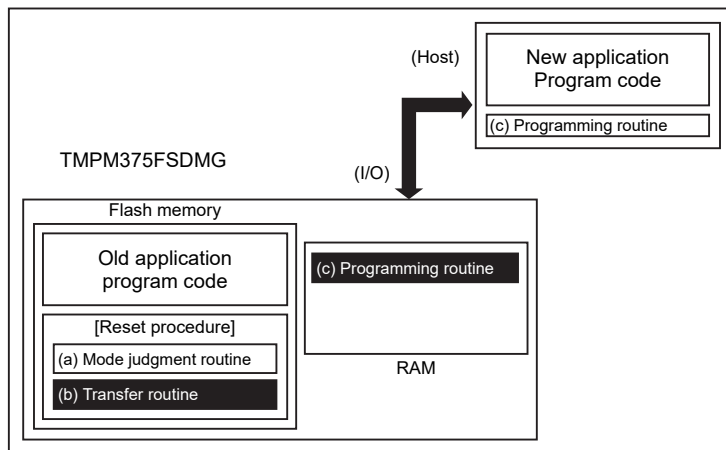 (Host)
New application
Program code
(c) Programming routine
TMPM375FSDMG
(I/O)
Flash memory
Old application
program code
[Reset procedure]
(a) Mode judgment routine
(b) Transfer routine
(c) Programming routine
RAM